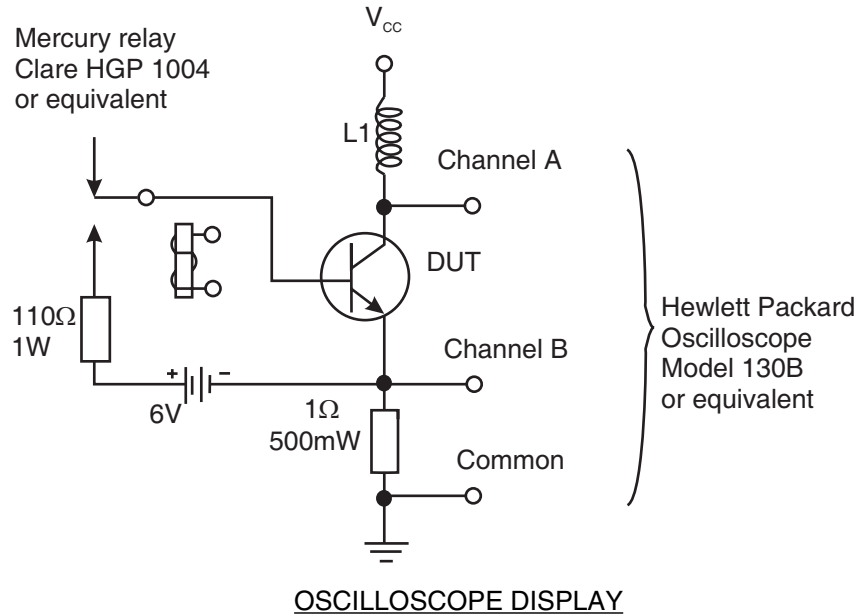 V_CC
Mercury relay
Clare HGP 1004
or equivalent
L1
Channel A
DUT
110Ω
1W
Hewlett Packard
Oscilloscope
Model 130B
or equivalent
Channel B
+ -
6V
1Ω
500mW
Common
OSCILLOSCOPE DISPLAY